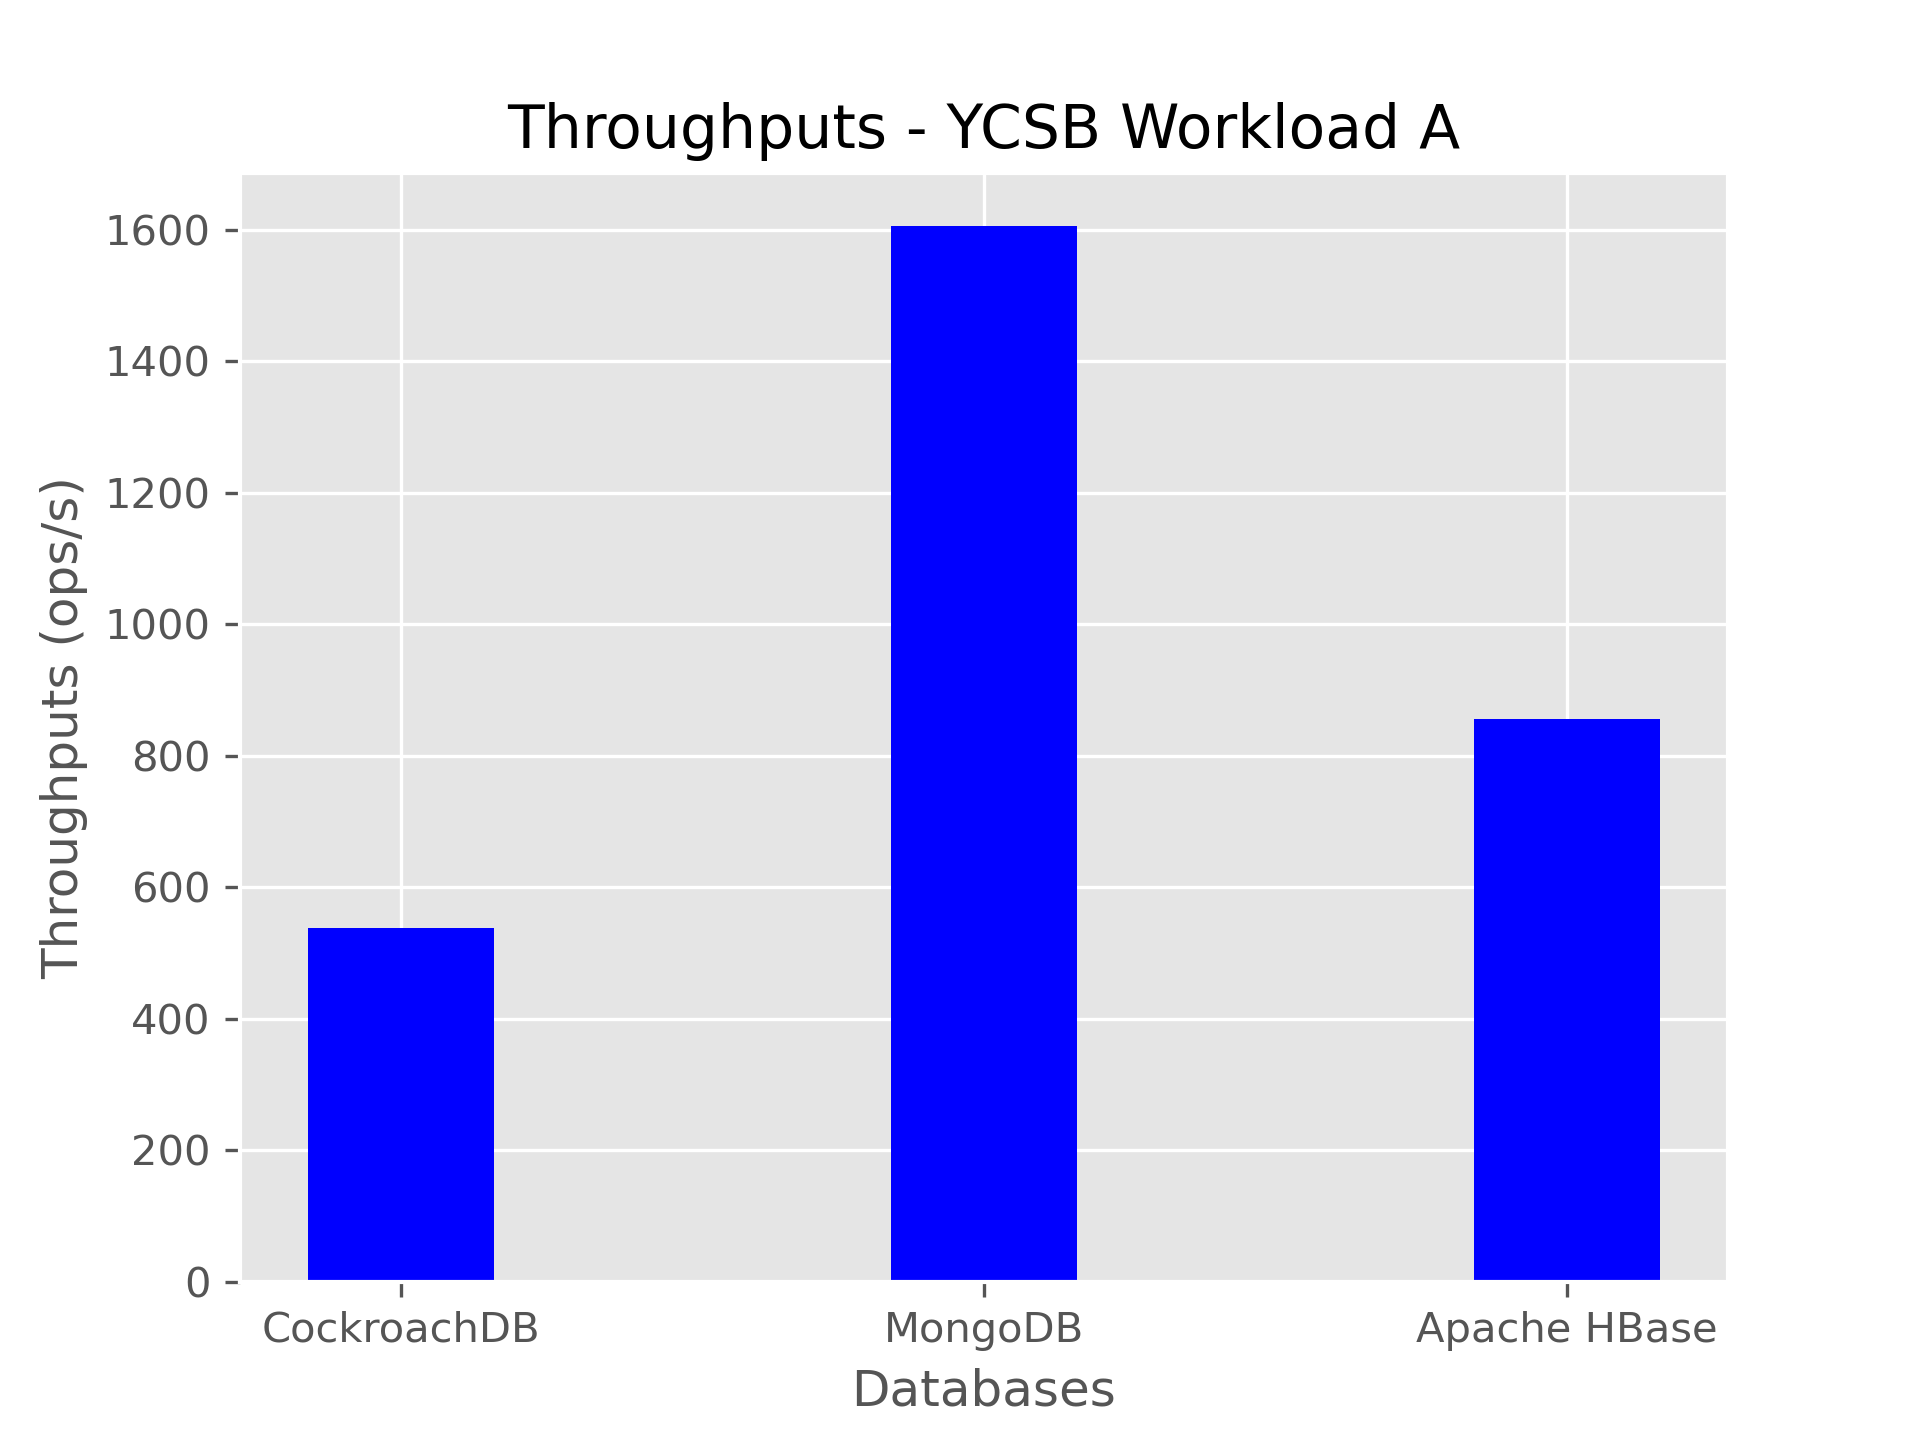 Throughputs - YCSB Workload A
Throughputs (ops/s)
1600
1400
1200
1000
800
600
400
200
0
CockroachDB MongoDB Apache HBase
Databases